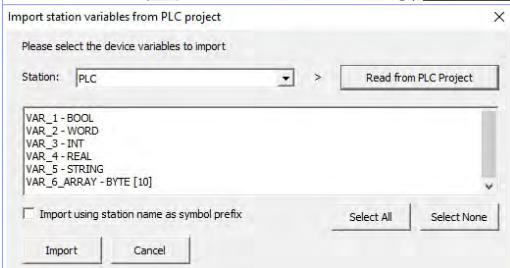 Import station variables from PLC project
Please select the device variables to import
Station: PLC > Read from PLC Project
VAR_1 - BOOL
VAR_2 - WORD
VAR_3 - INT
VAR_4 - REAL
VAR_5 - STRING
VAR_6_ARRAY - BYTE [10]
Import using station name as symbol prefix Select All Select None
Import Cancel